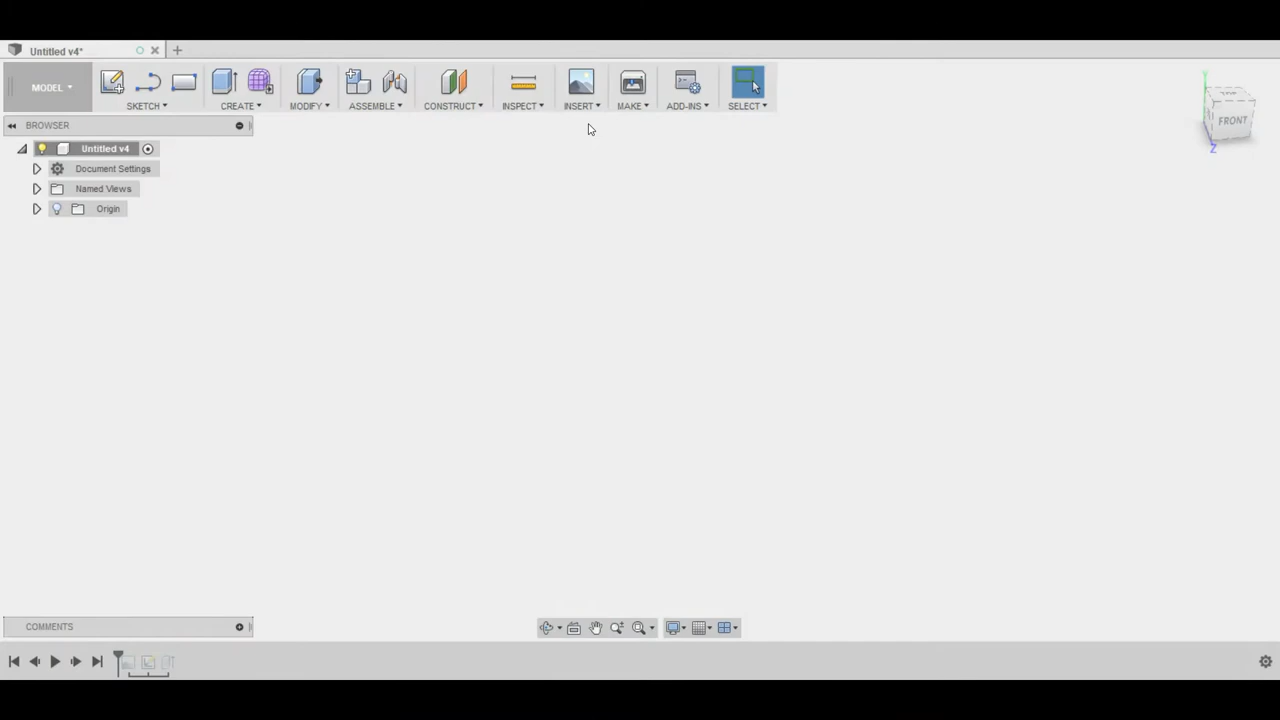 Untitled v4*
MODEL
SKETCH
CREATE
MODIFY
ASSEMBLE
CONSTRUCT
INSPECT
INSERT
MAKE
ADD-INS
SELECT
BROWSER
Untitled v4
Document Settings
Named Views
Origin
FRONT
Z
COMMENTS